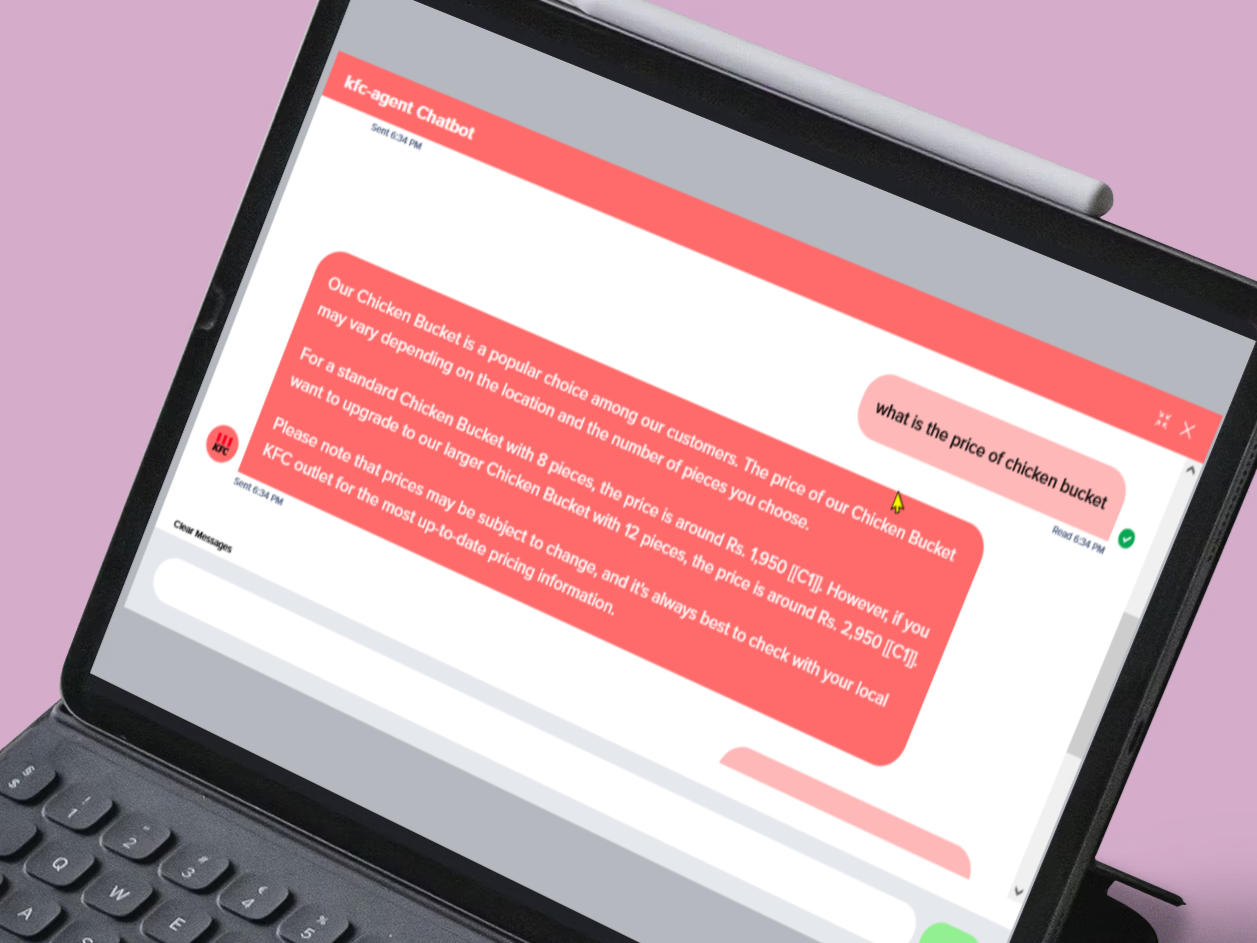 kfc-agent Chatbot
Sent 6:34 PM
what is the price of chicken bucket
Read 6:34 PM
Our Chicken Bucket is a popular choice among our customers. The price of our Chicken Bucket
may vary depending on the location and the number of pieces you choose.
For a standard Chicken Bucket with 8 pieces, the price is around Rs. 1,950 [[C1]]. However, if you
want to upgrade to our larger Chicken Bucket with 12 pieces, the price is around Rs. 2,950 [[C1]].
Please note that prices may be subject to change, and it's always best to check with your local
KFC outlet for the most up-to-date pricing information.
KFC
Sent 6:34 PM
Clear Messages
§
$
!
1
"
2
#
3
€
4
%
5
Q
W
E
A